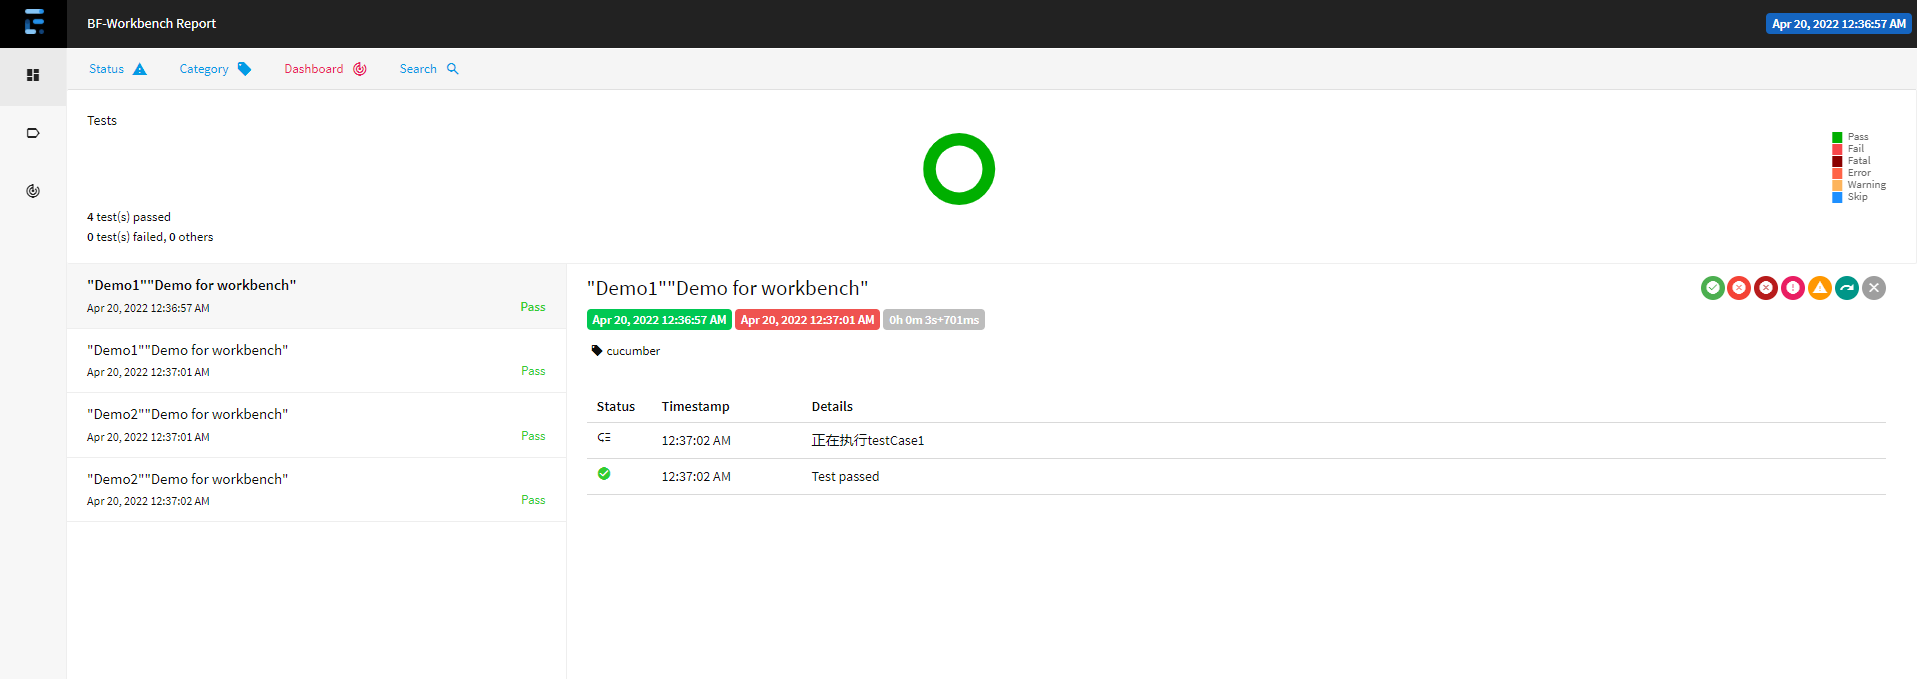 BF-Workbench Report
Apr 20, 2022 12:36:57 AM
Status Category Dashboard Search
Tests
Pass
Fail
Fatal
Error
Warning
Skip
4 test(s) passed
0 test(s) failed, 0 others
"Demo1""Demo for workbench"
Apr 20, 2022 12:36:57 AM
Pass
"Demo1""Demo for workbench"
Apr 20, 2022 12:37:01 AM
Pass
"Demo2""Demo for workbench"
Apr 20, 2022 12:37:01 AM
Pass
"Demo2""Demo for workbench"
Apr 20, 2022 12:37:02 AM
Pass
"Demo1""Demo for workbench"
Apr 20, 2022 12:36:57 AM Apr 20, 2022 12:37:01 AM 0h 0m 3s+701ms
cucumber
Status Timestamp Details
12:37:02 AM 正在执行testCase1
12:37:02 AM Test passed